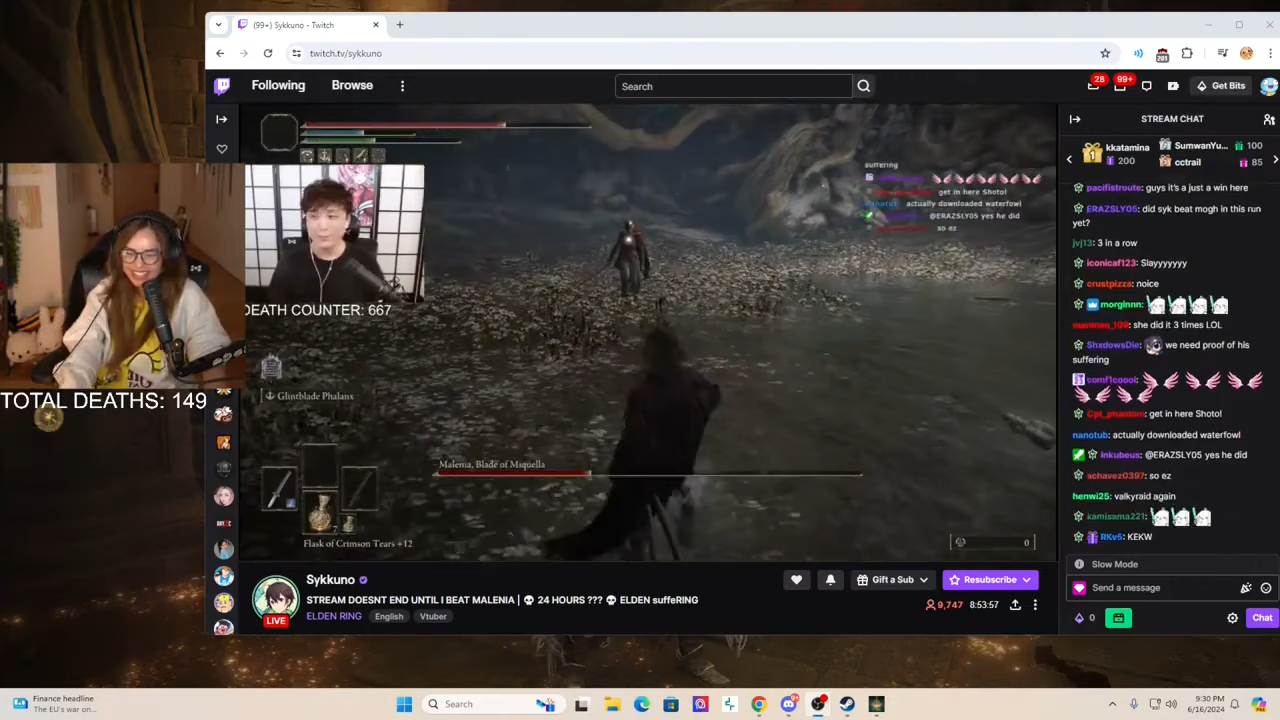 (99+) Sykkuno - Twitch
twitch.tv/sykkuno
201
Following
Browse
Search
28
99+
Get Bits
STREAM CHAT
1
kkatamina
200
SumwanYu...
100
cctrail
85
pacifistroute: guys it's a just a win here
ERAZSLY05: did syk beat mogh in this run
yet?
jvj13: 3 in a row
iconicaf123: Slayyyyyyy
crustpizza: noice
morginnn:
she did it 3 times LOL
ShxdowsDie: we need proof of his
suffering
comf1coooi:
Cpt_phantom: get in here Shoto!
nanotub: actually downloaded waterfowl
inkubeus: @ERAZSLY05 yes he did
achavez0397: so ez
henwi25: valkyraid again
kamisama221:
RKv5: KEKW
Slow Mode
Send a message
0
Chat
suffering
get in here Shoto!
nanotub: actually downloaded waterfowl
@ERAZSLY05 yes he did
so ez
DEATH COUNTER: 667
TOTAL DEATHS: 149
Glintblade Phalanx
Malenia, Blade of Miquella
7
Flask of Crimson Tears +12
0
Sykkuno
LIVE
STREAM DOESNT END UNTIL I BEAT MALENIA | 💀 24 HOURS ??? 💀 ELDEN suffeRING
ELDEN RING
English
Vtuber
Gift a Sub
Resubscribe
9,747
8:53:57
Finance headline
The EU's war on...
Search
9:30 PM
6/16/2024